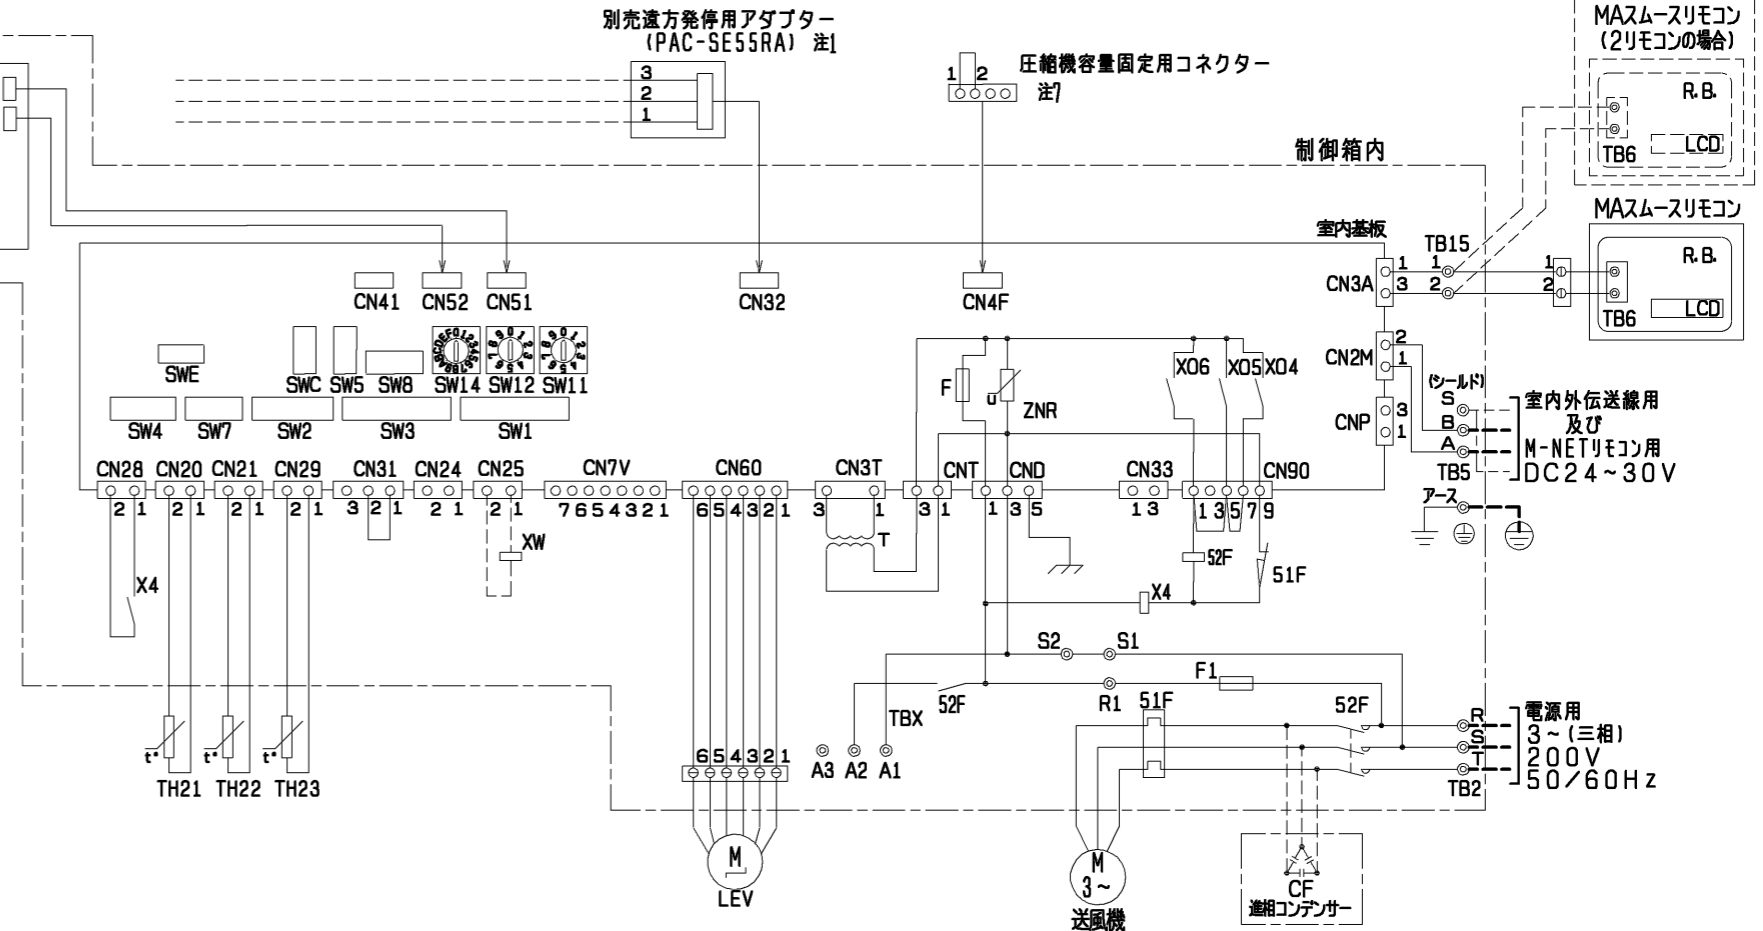 別売遠方発停用アダプター
(PAC-SE55RA) 注1
3
2
1
圧縮機容量固定用コネクター
注7
1 2
MAスムースリモコン
(2リモコンの場合)
R.B.
LCD
TB6
制御箱内
MAスムースリモコン
R.B.
LCD
TB6
室内基板
TB15
1 1 1
CN3A
3 2 2
CN41 CN52 CN51 CN32 CN4F
SWE SWC SW5 SW8 SW14 SW12 SW11
SW4 SW7 SW2 SW3 SW1
F
u
ZNR
X06 X05 X04
2
CN2M
1
CNP
3
1
(シールド)
S
B
A
TB5
室内外伝送線用
及び
M-NETリモコン用
DC24~30V
アース
CN28 CN20 CN21 CN29 CN31 CN24 CN25 CN7V CN60 CN3T CNT CND CN33 CN90
2 1 2 1 2 1 2 1 3 2 1 2 1 2 1 7 6 5 4 3 2 1 6 5 4 3 2 1 3 1 3 1 1 3 5 1 3 1 3 5 7 9
XW
T
52F
51F
X4
X4
S2 S1
F1
R1
52F
TBX
51F
52F
A3 A2 A1
t° t° t°
TH21 TH22 TH23
6 5 4 3 2 1
M
LEV
R
S
T
TB2
電源用
3~(三相)
200V
50/60Hz
M
3~
送風機
CF
進相コンデンサー